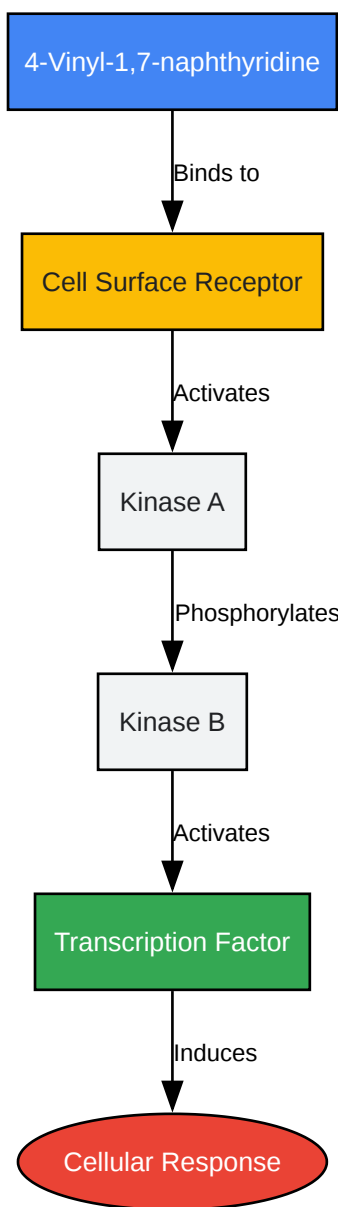 4-Vinyl-1,7-naphthyridine
Binds to
Cell Surface Receptor
Activates
Kinase A
Phosphorylates
Kinase B
Activates
Transcription Factor
Induces
Cellular Response